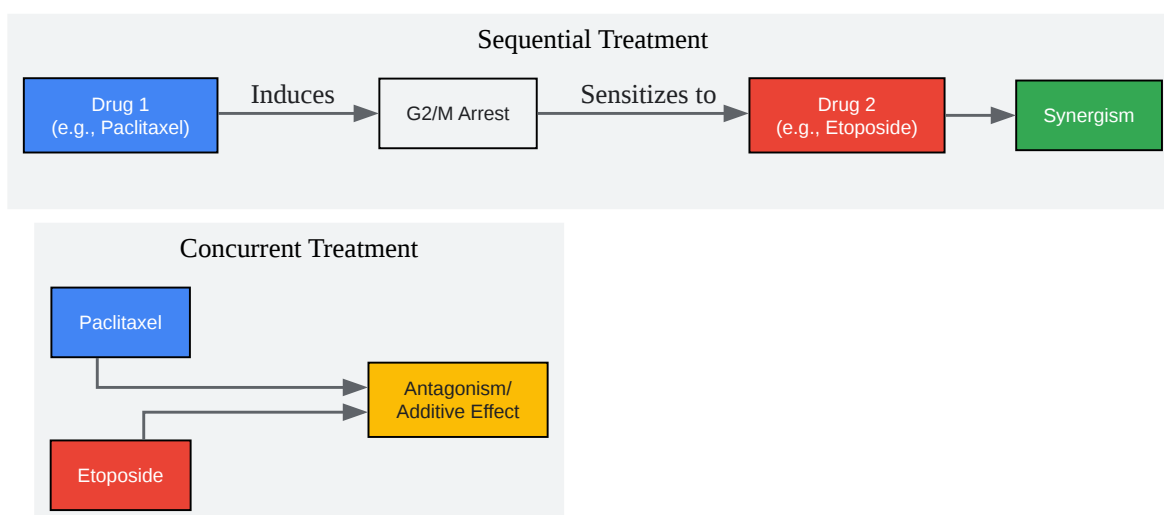 Sequential Treatment
Drug 1
(e.g., Paclitaxel)
Induces
G2/M Arrest
Sensitizes to
Drug 2
(e.g., Etoposide)
Synergism
Concurrent Treatment
Paclitaxel
Antagonism/
Additive Effect
Etoposide